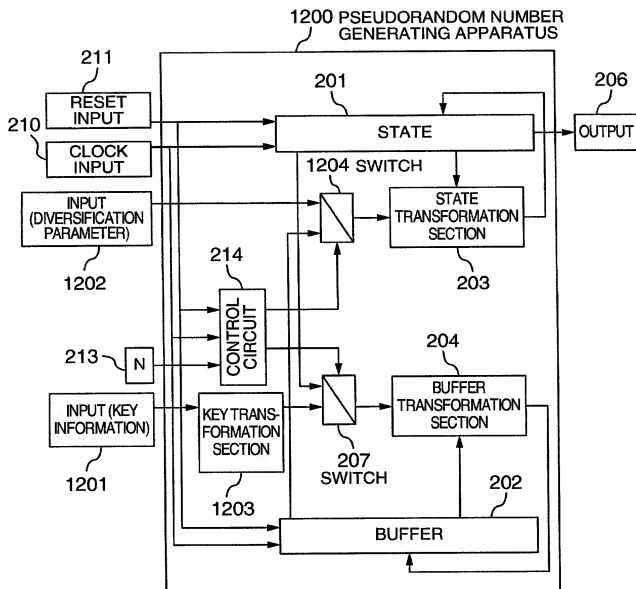 1200 PSEUDORANDOM NUMBER
GENERATING APPARATUS
211
RESET
INPUT
210
CLOCK
INPUT
201
STATE
206
OUTPUT
1204 SWITCH
INPUT
(DIVERSIFICATION
PARAMETER)
1202
STATE
TRANSFORMATION
SECTION
203
214
CONTROL
CIRCUIT
213
N
204
BUFFER
TRANSFORMATION
SECTION
INPUT (KEY
INFORMATION)
1201
KEY TRANS-
FORMATION
SECTION
1203
207
SWITCH
202
BUFFER